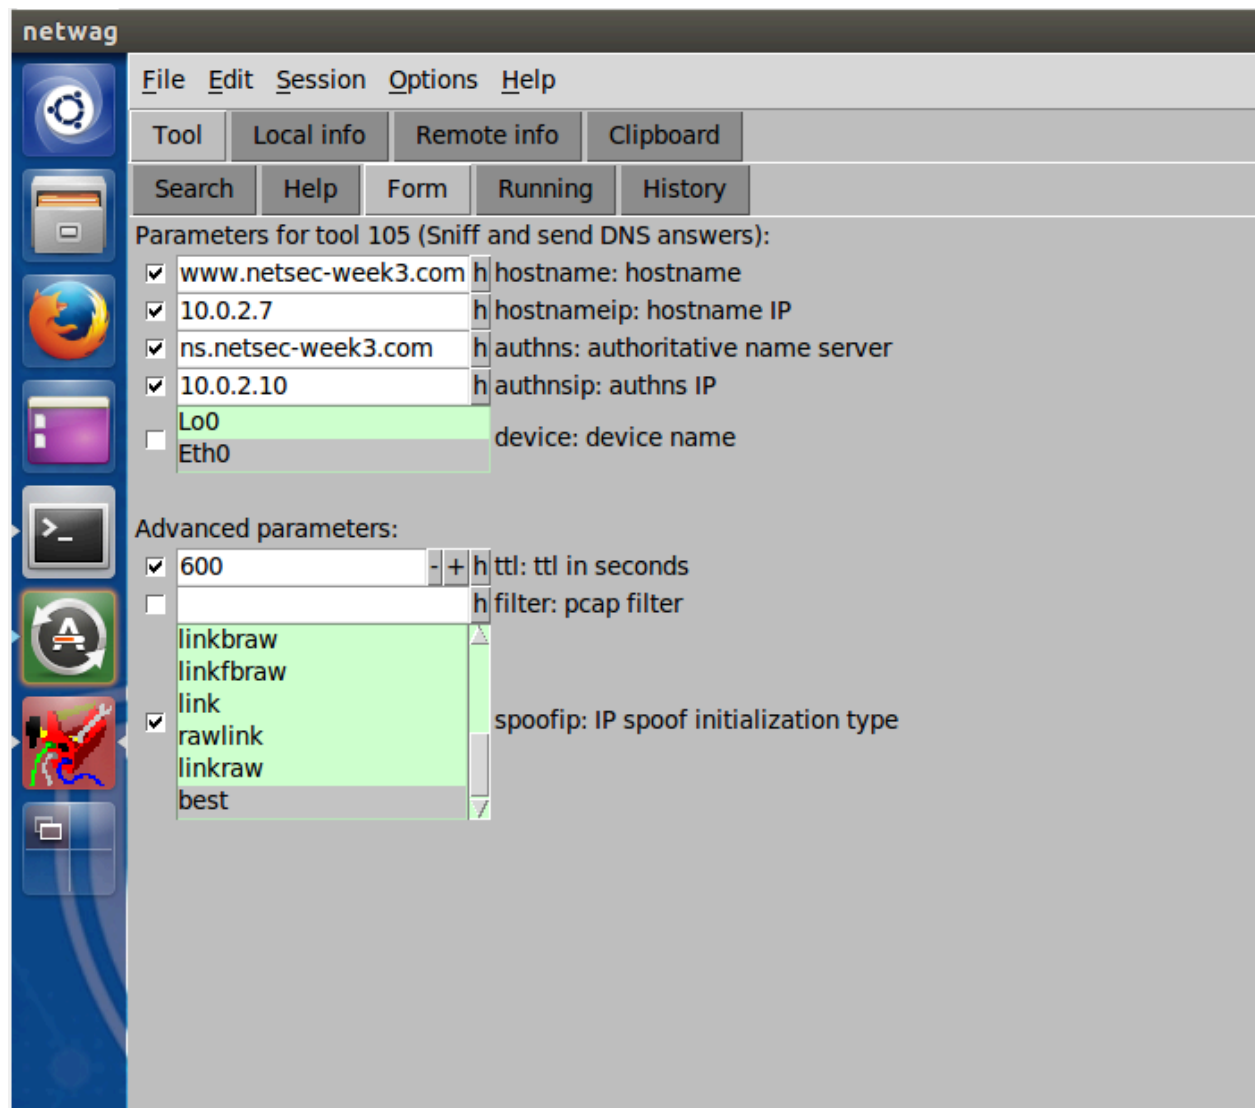 netwag
File Edit Session Options Help
Tool Local info Remote info Clipboard
Search Help Form Running History
Parameters for tool 105 (Sniff and send DNS answers):
www.netsec-week3.com h hostname: hostname
10.0.2.7 h hostnameip: hostname IP
ns.netsec-week3.com h authns: authoritative name server
10.0.2.10 h authnsip: authns IP
Lo0
device: device name
Eth0
Advanced parameters:
600 - + h ttl: ttl in seconds
h filter: pcap filter
linkbraw
linkfbraw
link
spoofip: IP spoof initialization type
rawlink
linkraw
best